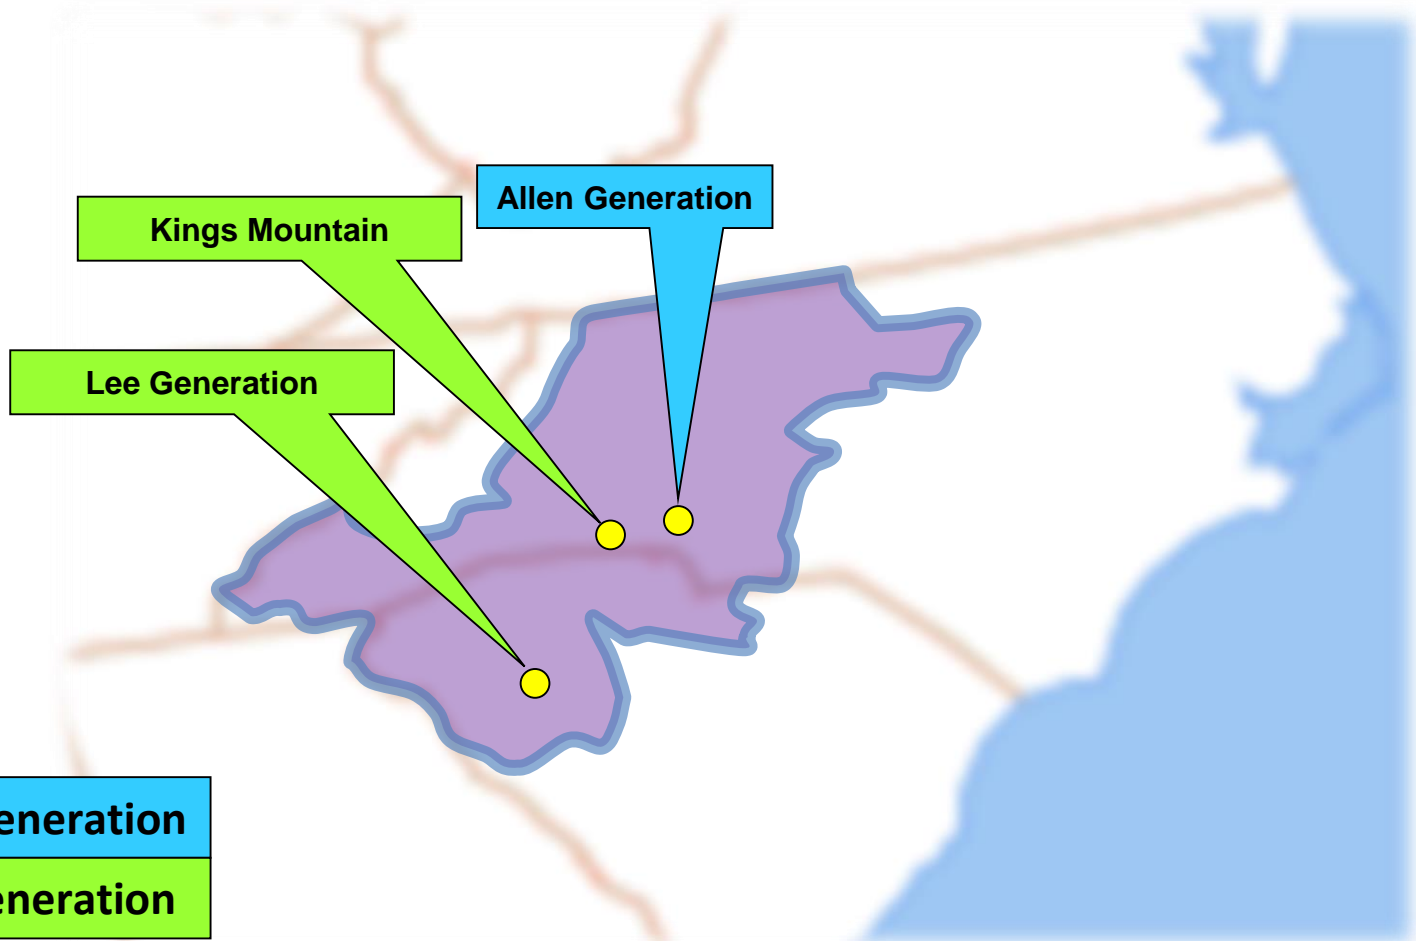 Allen Generation
Kings Mountain
Lee Generation
eneration
eneration